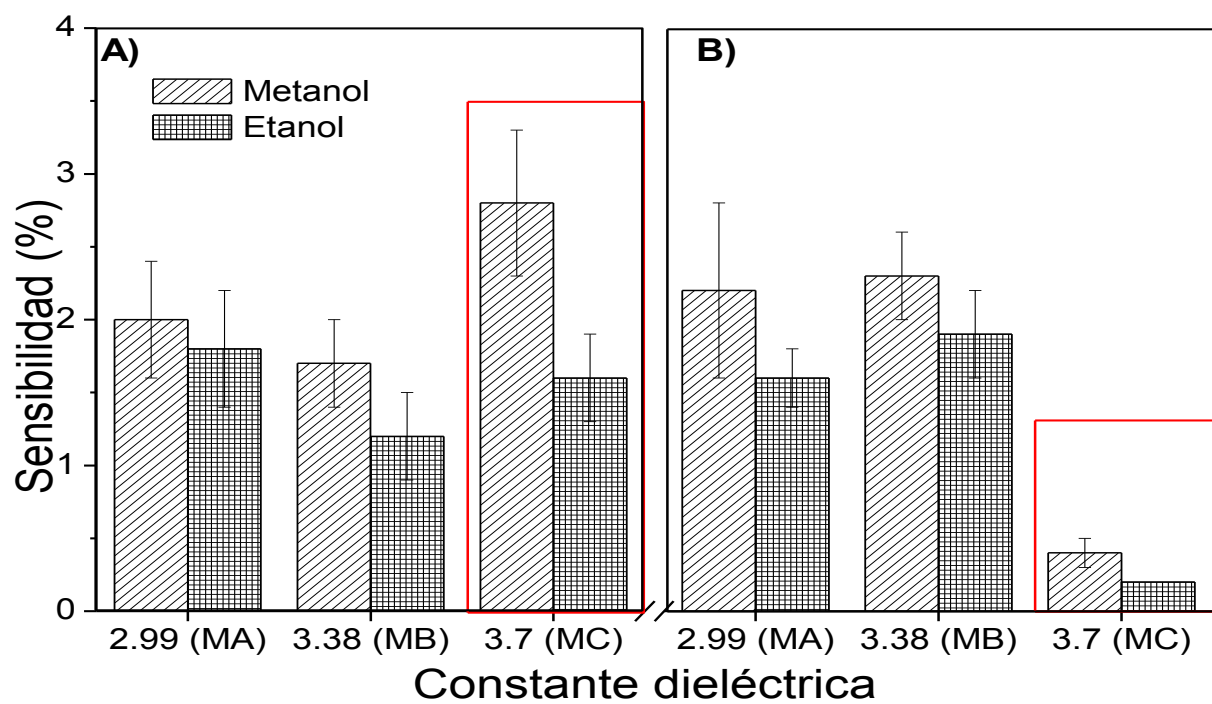 A)
B)
Metanol
Etanol
Sensibilidad (%)
4
3
2
1
0
2.99 (MA) 3.38 (MB) 3.7 (MC) 2.99 (MA) 3.38 (MB) 3.7 (MC)
Constante dieléctrica